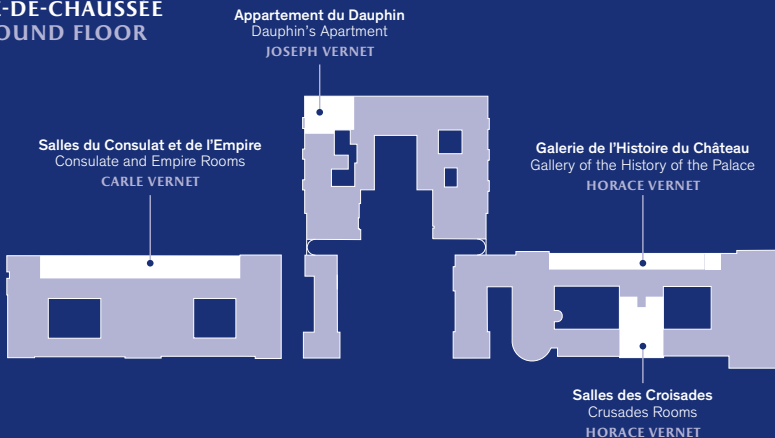 -DE-CHAUSSÉE
OUND FLOOR
Appartement du Dauphin
Dauphin's Apartment
JOSEPH VERNET
Salles du Consulat et de l'Empire
Consulate and Empire Rooms
CARLE VERNET
Galerie de l'Histoire du Château
Gallery of the History of the Palace
HORACE VERNET
Salles des Croisades
Crusades Rooms
HORACE VERNET